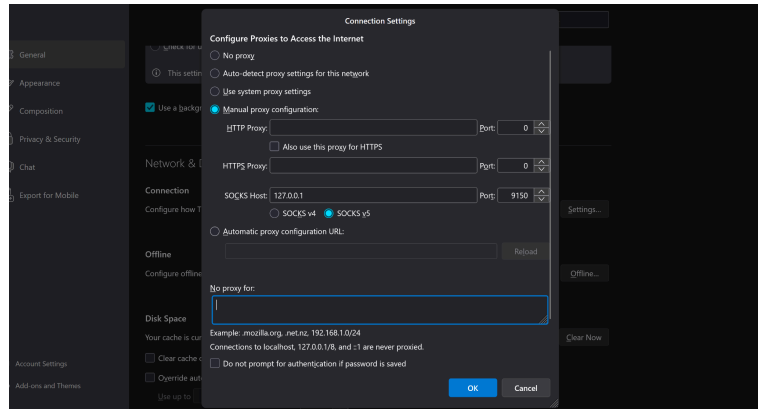 Connection Settings
Configure Proxies to Access the Internet
No proxy
Auto-detect proxy settings for this network
Use system proxy settings
Manual proxy configuration:
HTTP Proxy:
Port: 0
Also use this proxy for HTTPS
HTTPS Proxy:
Port: 0
SOCKS Host: 127.0.0.1
Port: 9150
SOCKS v4 SOCKS v5
Automatic proxy configuration URL:
Reload
No proxy for:
Example: .mozilla.org, .net.nz, 192.168.1.0/24
Connections to localhost, 127.0.0.1/8, and ::1 are never proxied.
Do not prompt for authentication if password is saved
OK Cancel
General
Appearance
Composition
Privacy & Security
Chat
Export for Mobile
Account Settings
Add-ons and Themes
This
Use a
Network &
Connection
Configure how
Settings...
Offline
Configure offline
Offline...
Disk Space
Your cache is
Clear Now
Clear cache
Override
Use up to